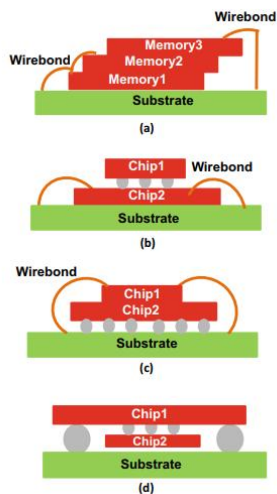 Wirebond
Wirebond
Memory3
Memory2
Memory1
Substrate
(a)
Chip1
Wirebond
Chip2
Substrate
(b)
Wirebond
Chip1
Chip2
Substrate
(c)
Chip1
Chip2
Substrate
(d)